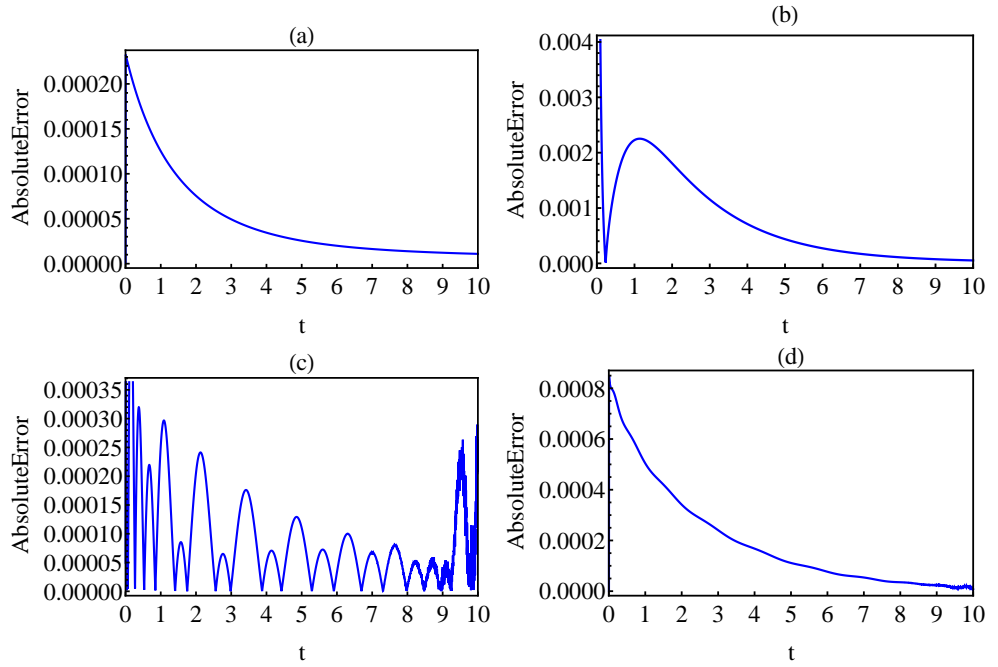 (a)
AbsoluteError
0.00020
0.00015
0.00010
0.00005
0.00000
0 1 2 3 4 5 6 7 8 9 10
t
(b)
AbsoluteError
0.004
0.003
0.002
0.001
0.000
0 1 2 3 4 5 6 7 8 9 10
t
(c)
AbsoluteError
0.00035
0.00030
0.00025
0.00020
0.00015
0.00010
0.00005
0.00000
0 1 2 3 4 5 6 7 8 9 10
t
(d)
AbsoluteError
0.0008
0.0006
0.0004
0.0002
0.0000
0 1 2 3 4 5 6 7 8 9 10
t